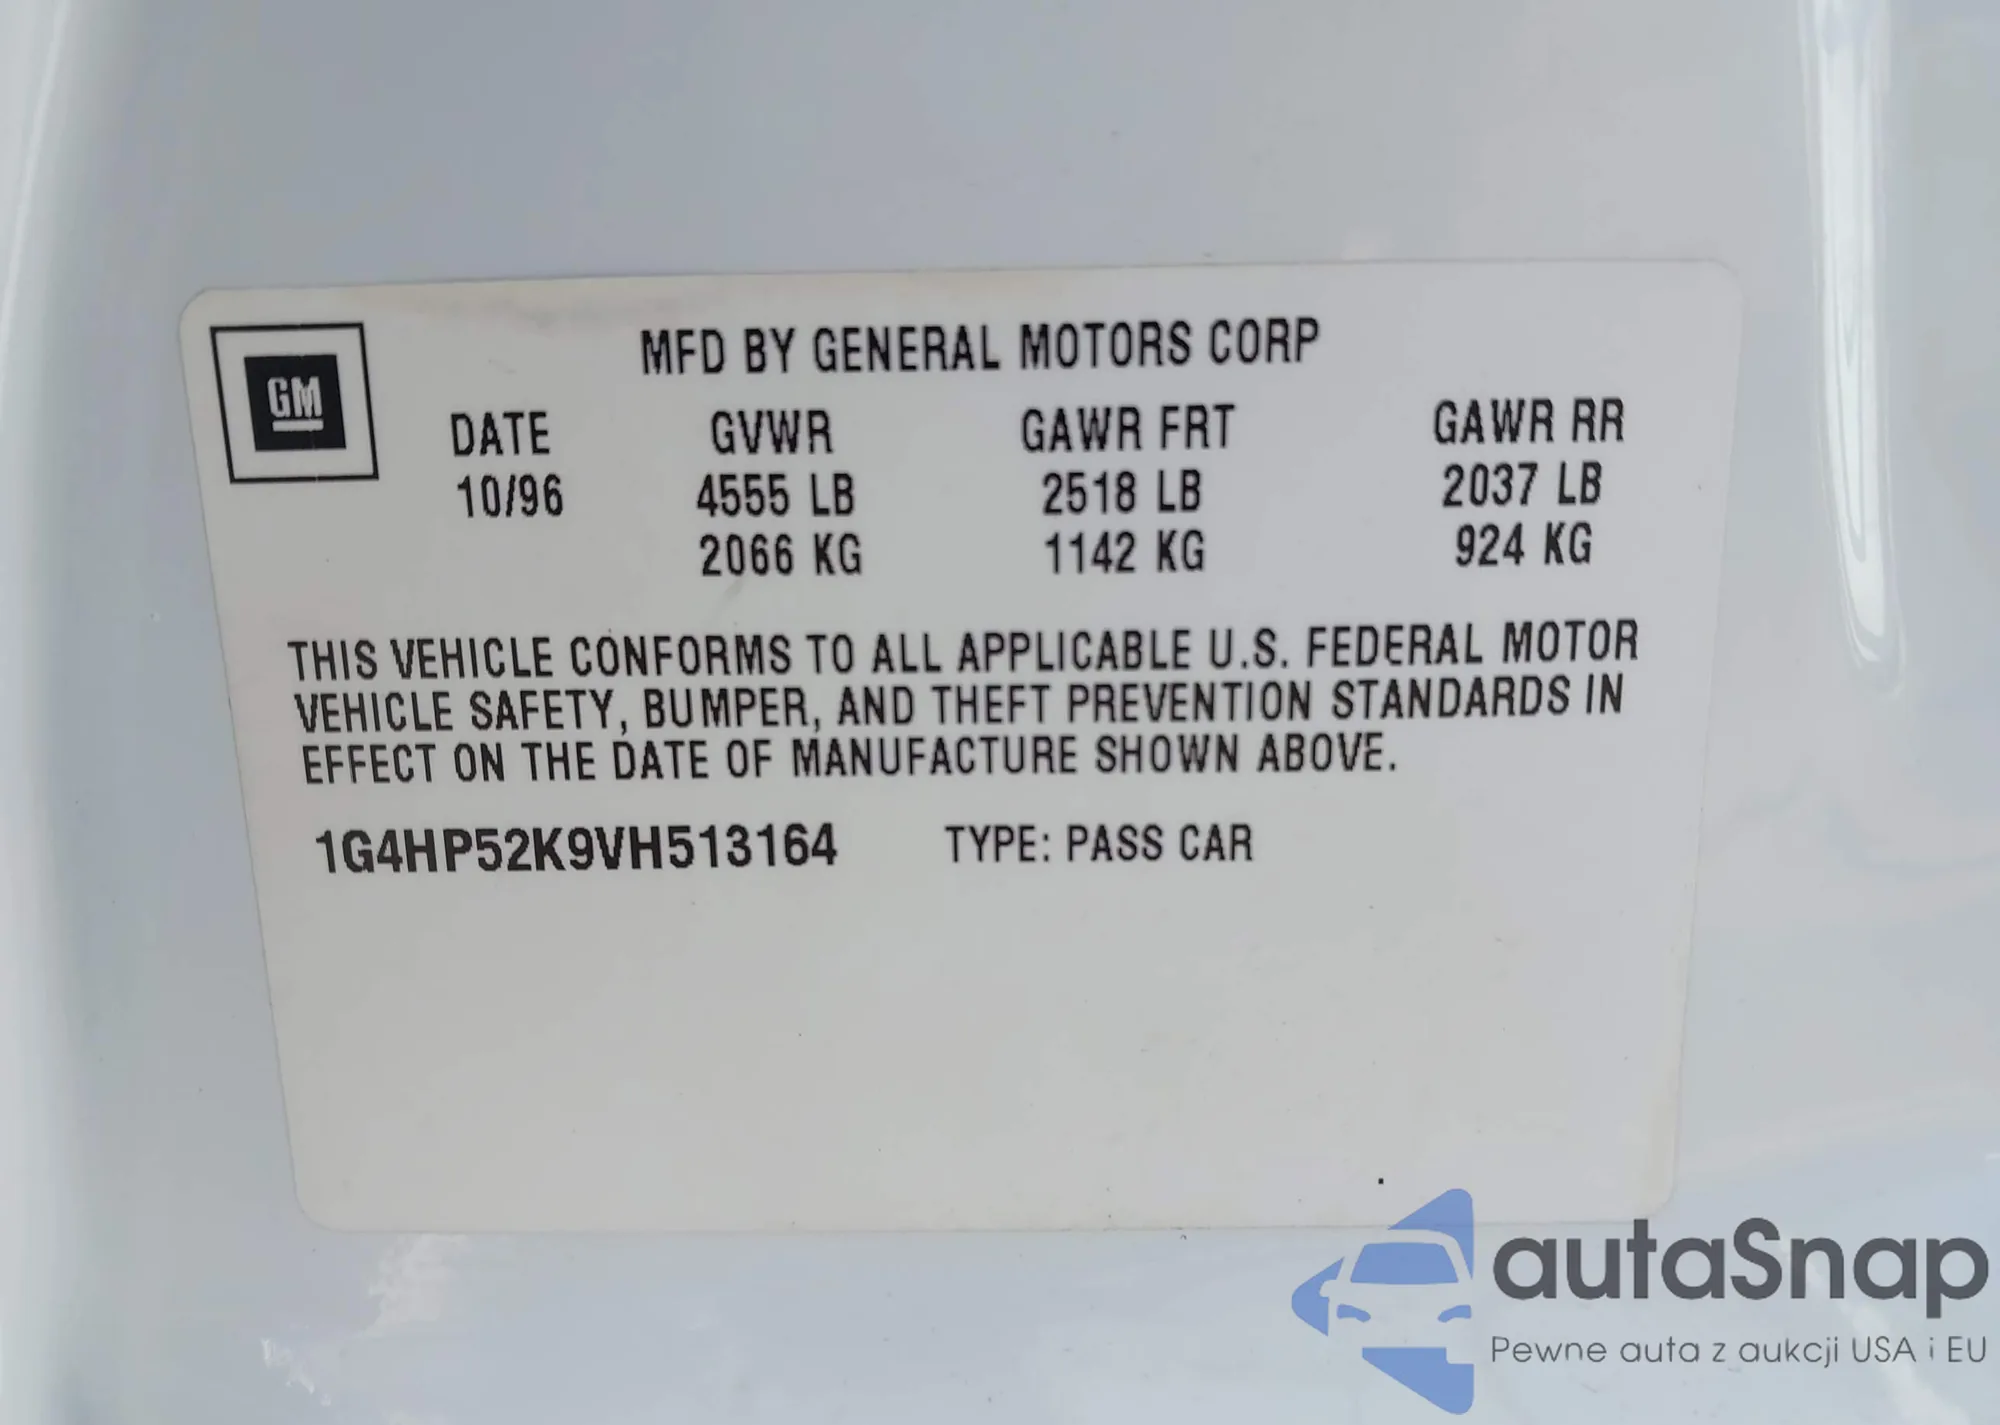 MFD BY GENERAL MOTORS CORP
GM
DATE GVWR GAWR FRT GAWR RR
10/96 4555 LB 2518 LB 2037 LB
2066 KG 1142 KG 924 KG
THIS VEHICLE CONFORMS TO ALL APPLICABLE U.S. FEDERAL MOTOR
VEHICLE SAFETY, BUMPER, AND THEFT PREVENTION STANDARDS IN
EFFECT ON THE DATE OF MANUFACTURE SHOWN ABOVE.
1G4HP52K9VH513164 TYPE: PASS CAR
autaSnap
Pewne auta z aukcji USA i EU